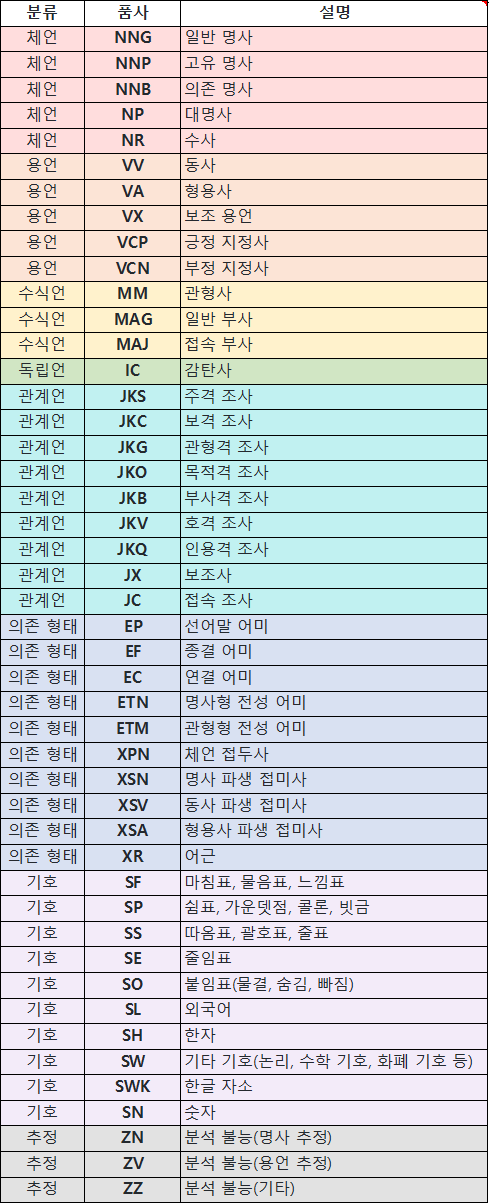 분류 품사 설명
체언 NNG 일반 명사
체언 NNP 고유 명사
체언 NNB 의존 명사
체언 NP 대명사
체언 NR 수사
용언 VV 동사
용언 VA 형용사
용언 VX 보조 용언
용언 VCP 긍정 지정사
용언 VCN 부정 지정사
수식언 MM 관형사
수식언 MAG 일반 부사
수식언 MAJ 접속 부사
독립언 IC 감탄사
관계언 JKS 주격 조사
관계언 JKC 보격 조사
관계언 JKG 관형격 조사
관계언 JKO 목적격 조사
관계언 JKB 부사격 조사
관계언 JKV 호격 조사
관계언 JKQ 인용격 조사
관계언 JX 보조사
관계언 JC 접속 조사
의존 형태 EP 선어말 어미
의존 형태 EF 종결 어미
의존 형태 EC 연결 어미
의존 형태 ETN 명사형 전성 어미
의존 형태 ETM 관형형 전성 어미
의존 형태 XPN 체언 접두사
의존 형태 XSN 명사 파생 접미사
의존 형태 XSV 동사 파생 접미사
의존 형태 XSA 형용사 파생 접미사
의존 형태 XR 어근
기호 SF 마침표, 물음표, 느낌표
기호 SP 쉼표, 가운뎃점, 콜론, 빗금
기호 SS 따옴표, 괄호표, 줄표
기호 SE 줄임표
기호 SO 붙임표(물결, 숨김, 빠짐)
기호 SL 외국어
기호 SH 한자
기호 SW 기타 기호(논리, 수학 기호, 화폐 기호 등)
기호 SWK 한글 자소
기호 SN 숫자
추정 ZN 분석 불능(명사 추정)
추정 ZV 분석 불능(용언 추정)
추정 ZZ 분석 불능(기타)